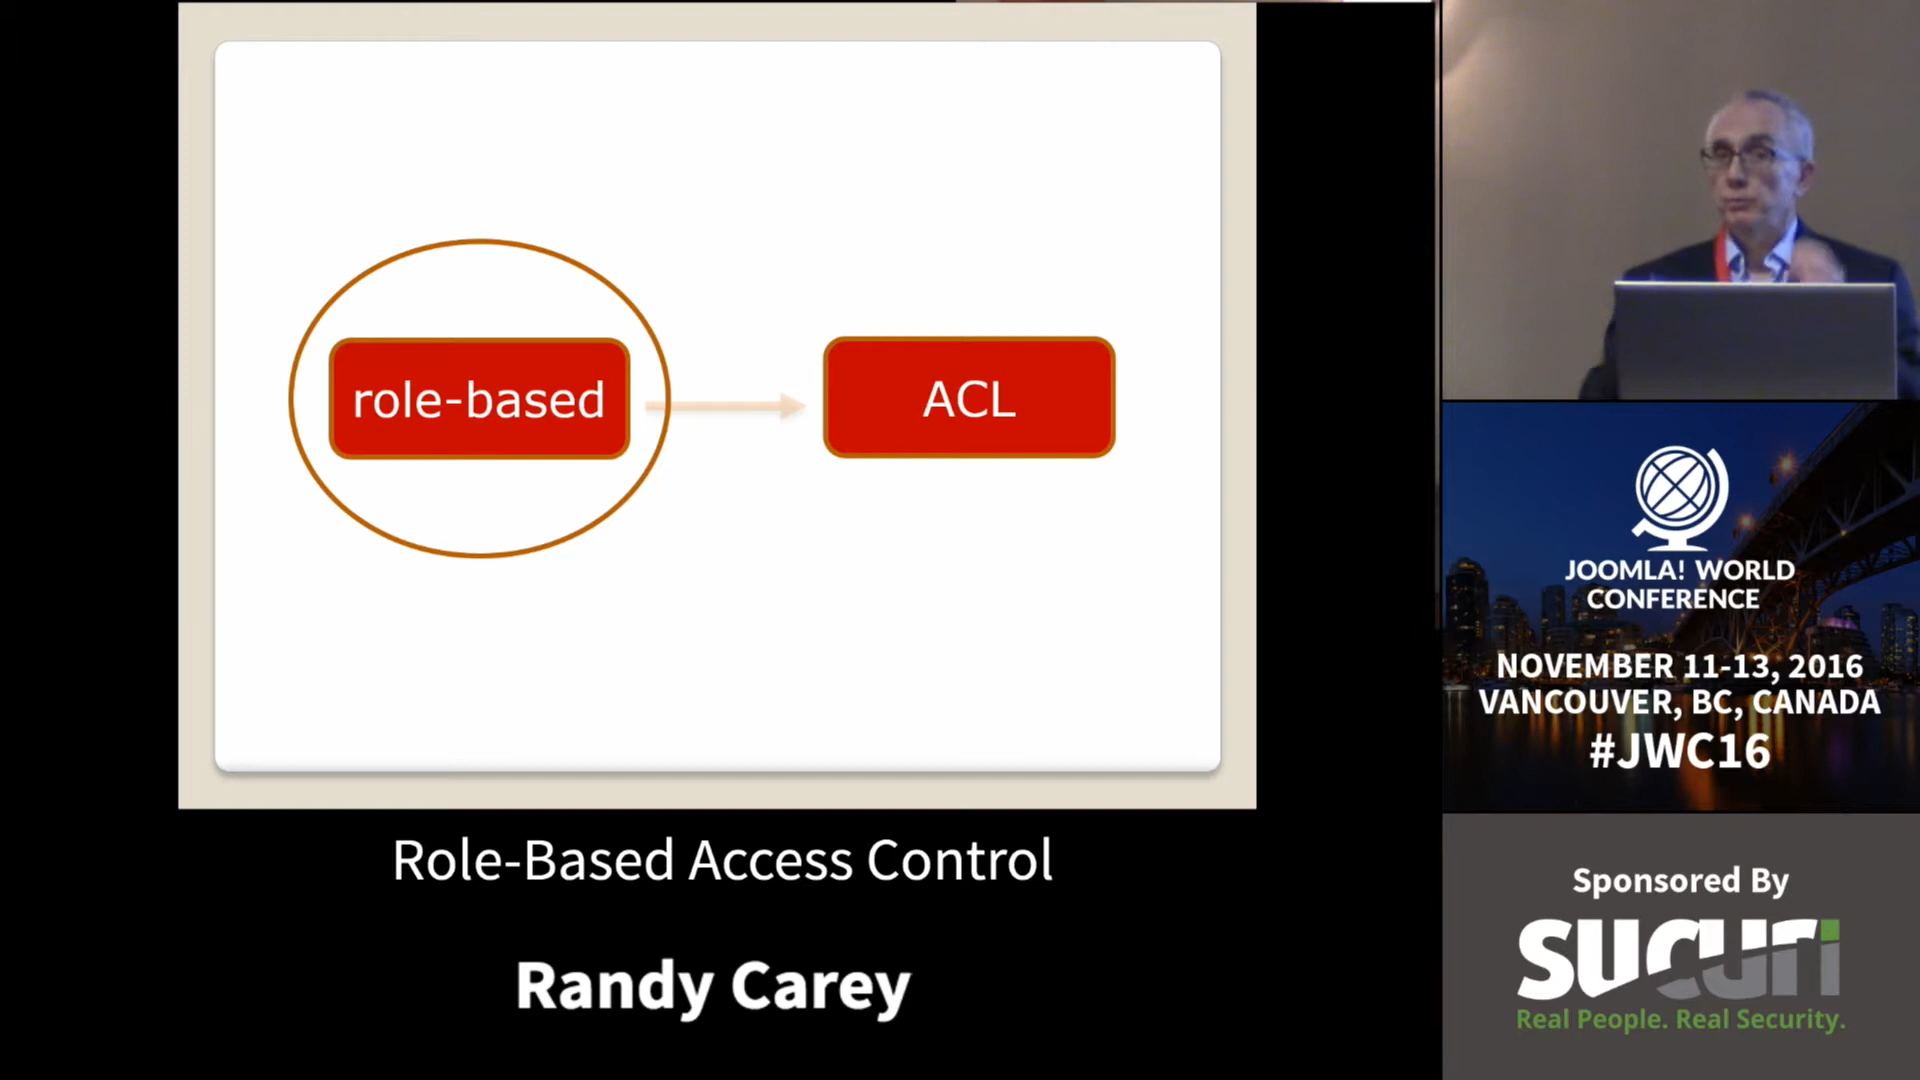 role-based
ACL
Role-Based Access Control
Randy Carey
JOOMLA! WORLD
CONFERENCE
NOVEMBER 11-13, 2016
VANCOUVER, BC, CANADA
#JWC16
Sponsored By
SUCURI
Real People. Real Security.